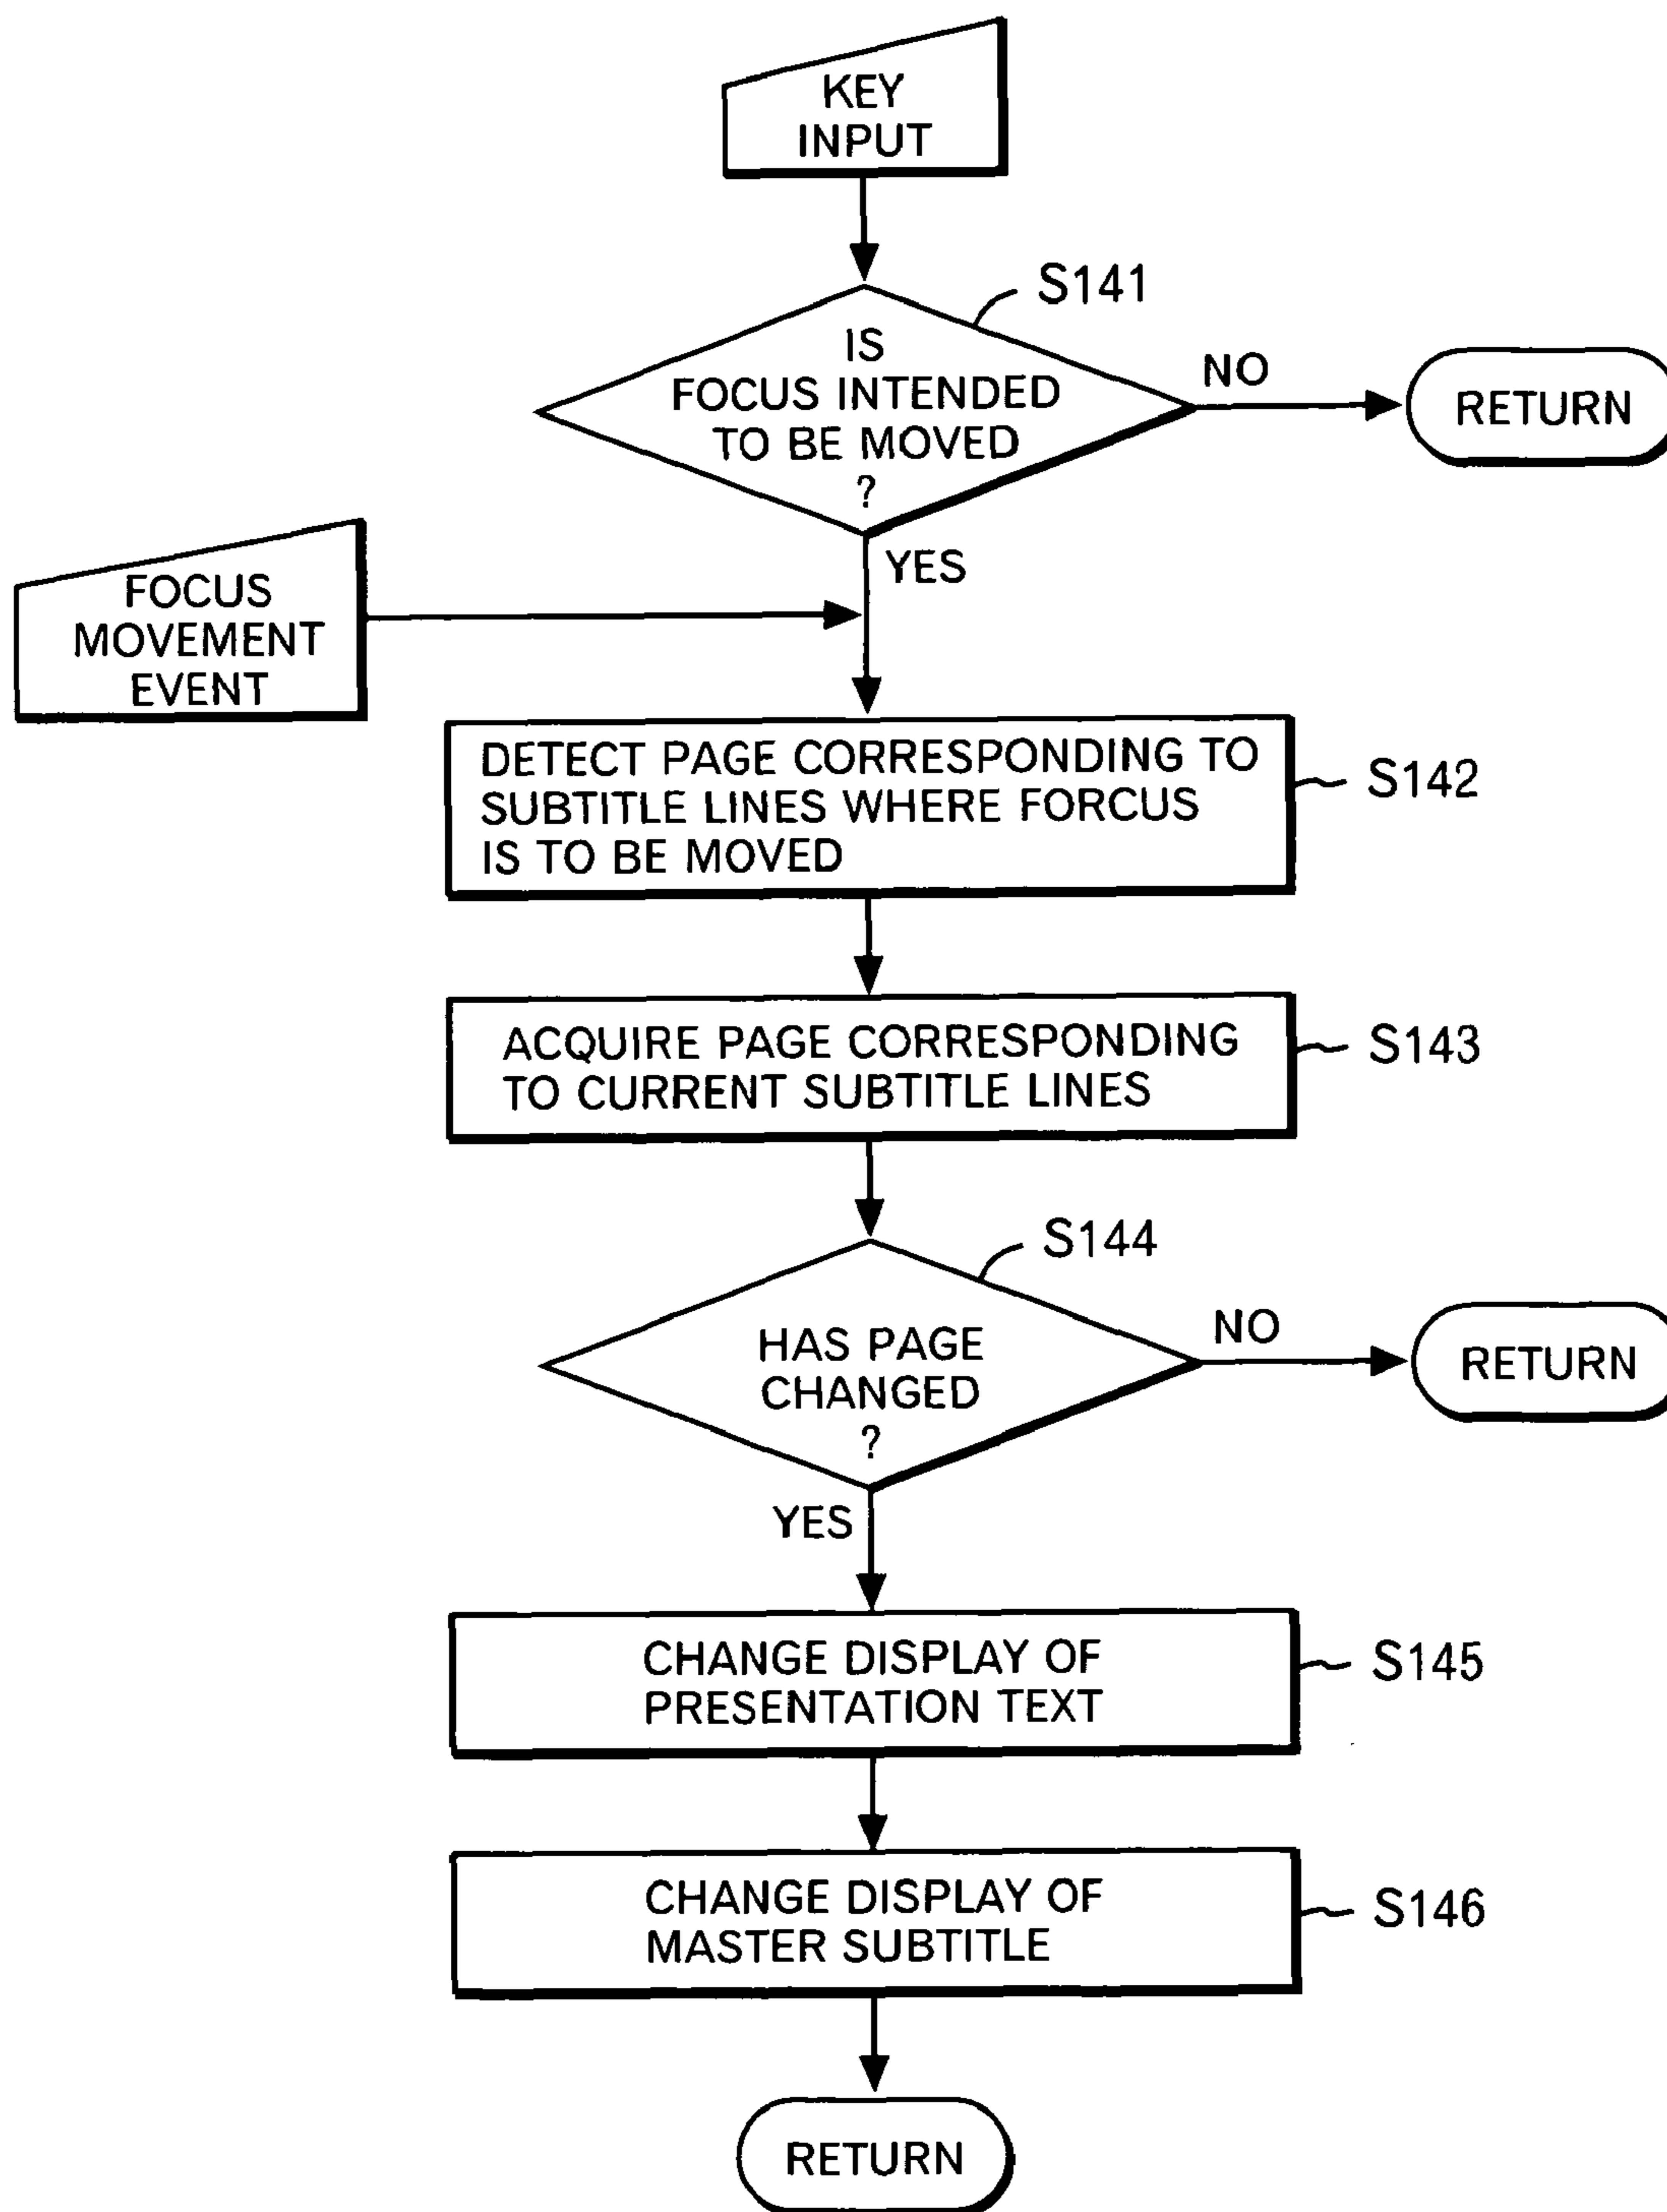 KEY
INPUT
S141
IS
FOCUS INTENDED
TO BE MOVED
?
NO
RETURN
YES
FOCUS
MOVEMENT
EVENT
DETECT PAGE CORRESPONDING TO
SUBTITLE LINES WHERE FORCUS
IS TO BE MOVED
S142
ACQUIRE PAGE CORRESPONDING
TO CURRENT SUBTITLE LINES
S143
S144
HAS PAGE
CHANGED
?
NO
RETURN
YES
CHANGE DISPLAY OF
PRESENTATION TEXT
S145
CHANGE DISPLAY OF
MASTER SUBTITLE
S146
RETURN